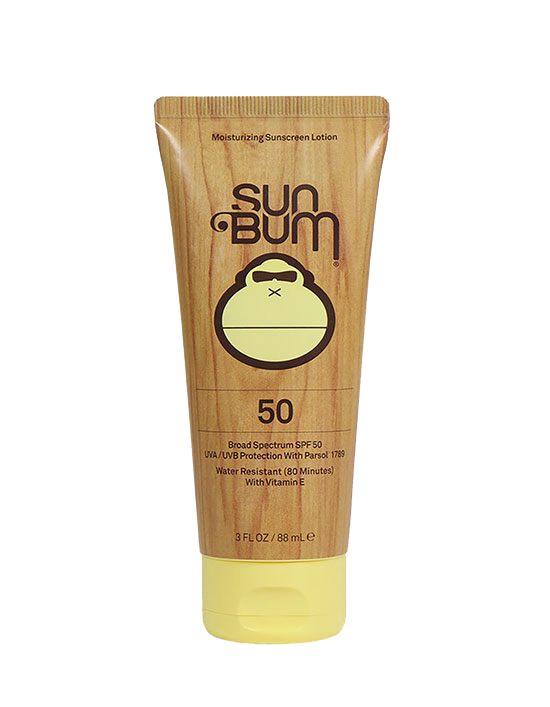 Moisturizing Sunscreen Lotion
SUN
BUM®
50
Broad Spectrum SPF 50
UVA / UVB Protection With Parsol® 1789
Water Resistant (80 Minutes)
With Vitamin E
3 FL OZ / 88 mL ℮